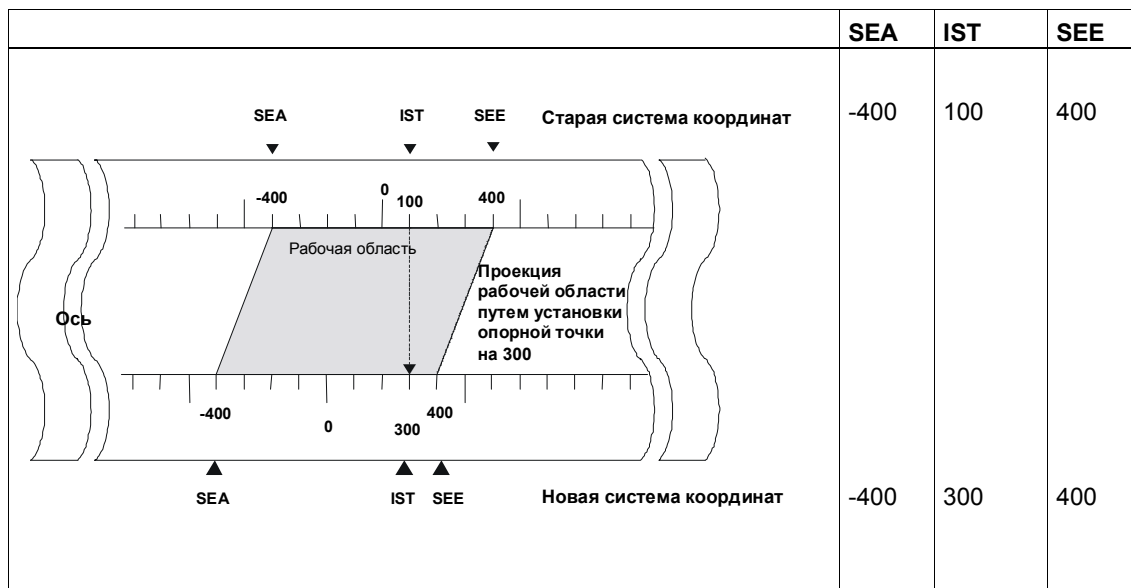 SEA IST SEE
SEA IST SEE Старая система координат -400 100 400
-400 0 100 400
Рабочая область
Проекция
рабочей области
путем установки
опорной точки
на 300
Ось
-400 0 300 400
SEA IST SEE Новая система координат -400 300 400